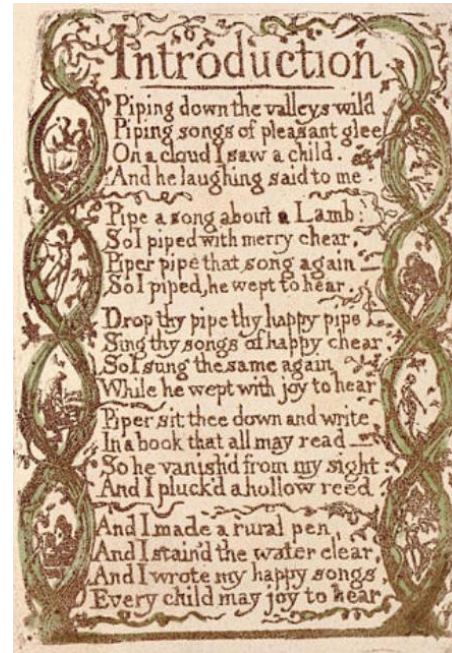 Introduction
Piping down the valleys wild
Piping songs of pleasant glee
On a cloud I saw a child.
And he laughing said to me.
Pipe a song about a Lamb:
So I piped with merry chear,
Piper pipe that song again—
So I piped, he wept to hear.
Drop thy pipe thy happy pipe
Sing thy songs of happy chear
So I sung the same again
While he wept with joy to hear
Piper sit thee down and write
In a book that all may read—
So he vanish'd from my sight.
And I pluck'd a hollow reed.
And I made a rural pen,
And I stain'd the water clear,
And I wrote my happy songs
Every child may joy to hear